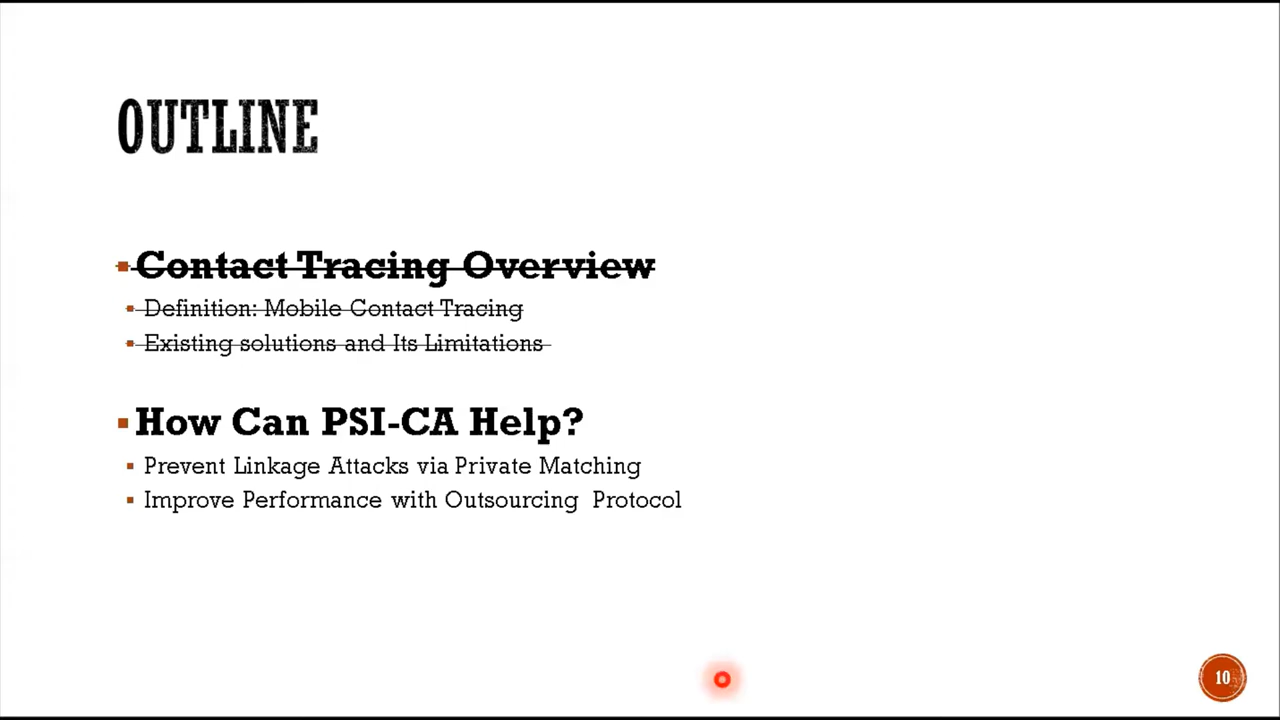 OUTLINE
Contact Tracing Overview
Definition: Mobile Contact Tracing
Existing solutions and Its Limitations
How Can PSI-CA Help?
Prevent Linkage Attacks via Private Matching
Improve Performance with Outsourcing Protocol
10